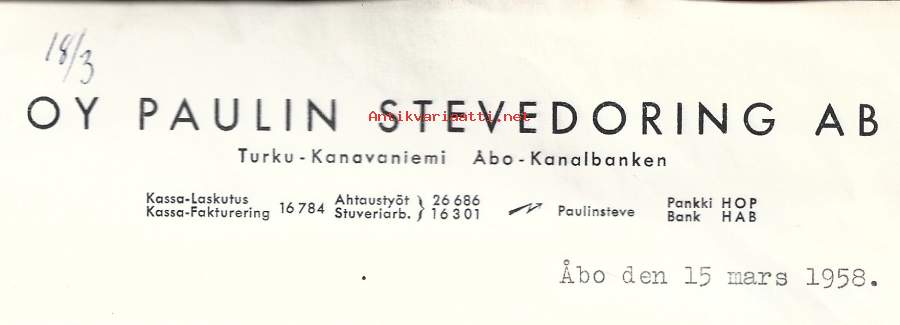 18/3
OY PAULIN STEVEDORING AB
Antikvariaatti.net
Turku-Kanavaniemi Åbo-Kanalbanken
Kassa-Laskutus
Kassa-Fakturering 16 784 Ahtaustyöt
Stuveriarb. } 26 686
16 301 Paulinsteve Pankki HOP
Bank HAB
Åbo den 15 mars 1958.